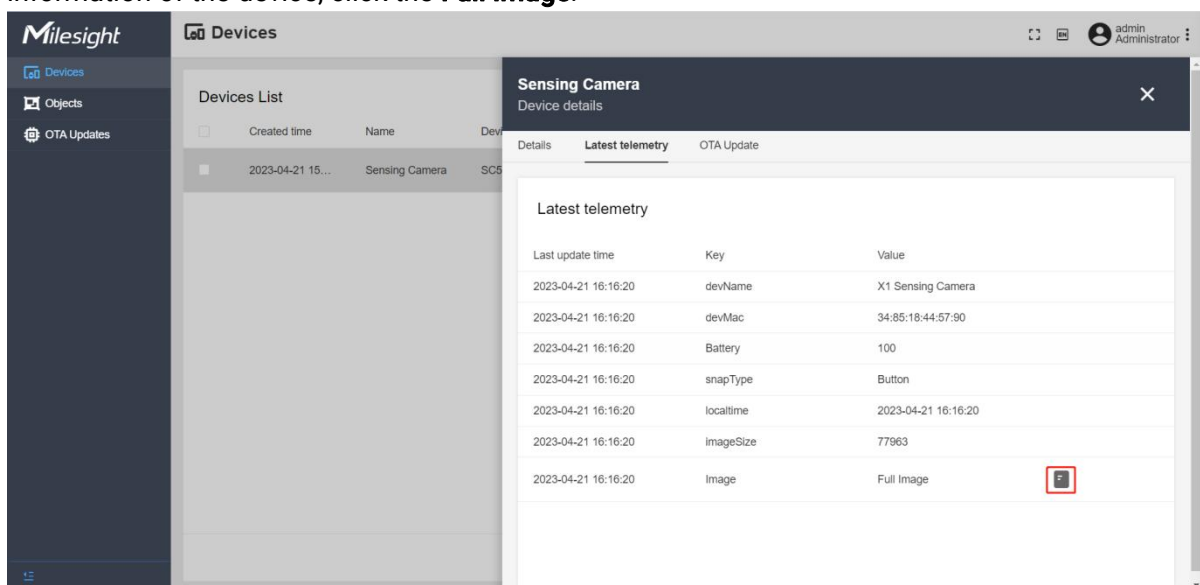 information of the device, click the Full Image.
Milesight
Devices
EN
admin
Administrator
Devices
Objects
OTA Updates
Devices List
Created time Name Devi
2023-04-21 15... Sensing Camera SC5
Sensing Camera
Device details
Details Latest telemetry OTA Update
Latest telemetry
Last update time Key Value
2023-04-21 16:16:20 devName X1 Sensing Camera
2023-04-21 16:16:20 devMac 34:85:18:44:57:90
2023-04-21 16:16:20 Battery 100
2023-04-21 16:16:20 snapType Button
2023-04-21 16:16:20 localtime 2023-04-21 16:16:20
2023-04-21 16:16:20 imageSize 77963
2023-04-21 16:16:20 Image Full Image